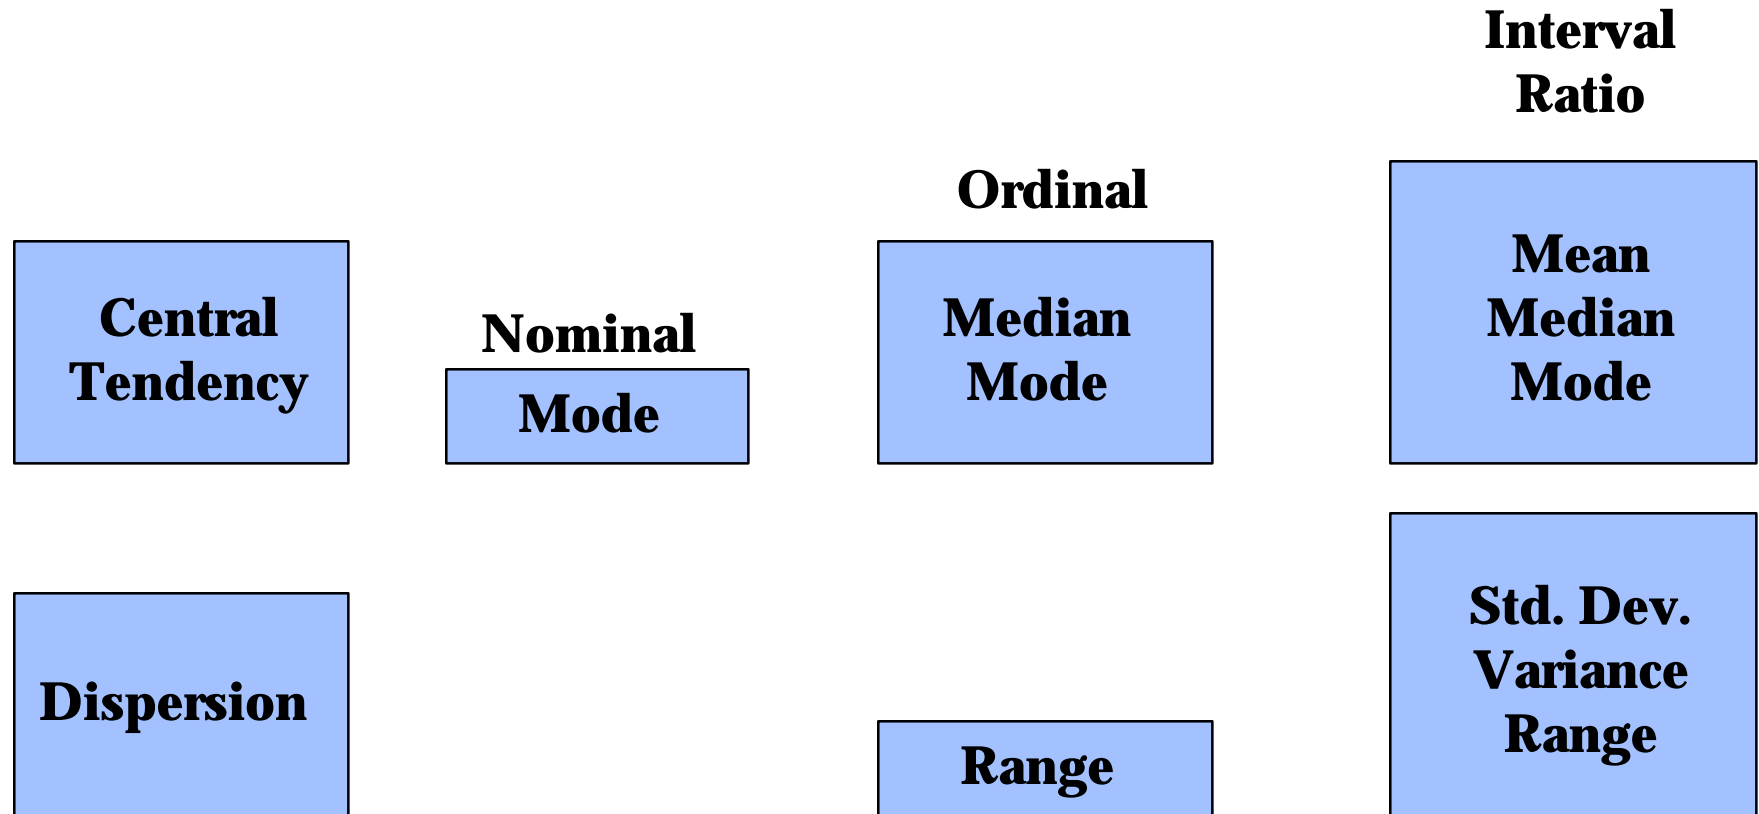 Interval
Ratio
Ordinal
Nominal
Central
Tendency
Mode
Median
Mode
Mean
Median
Mode
Dispersion
Range
Std. Dev.
Variance
Range